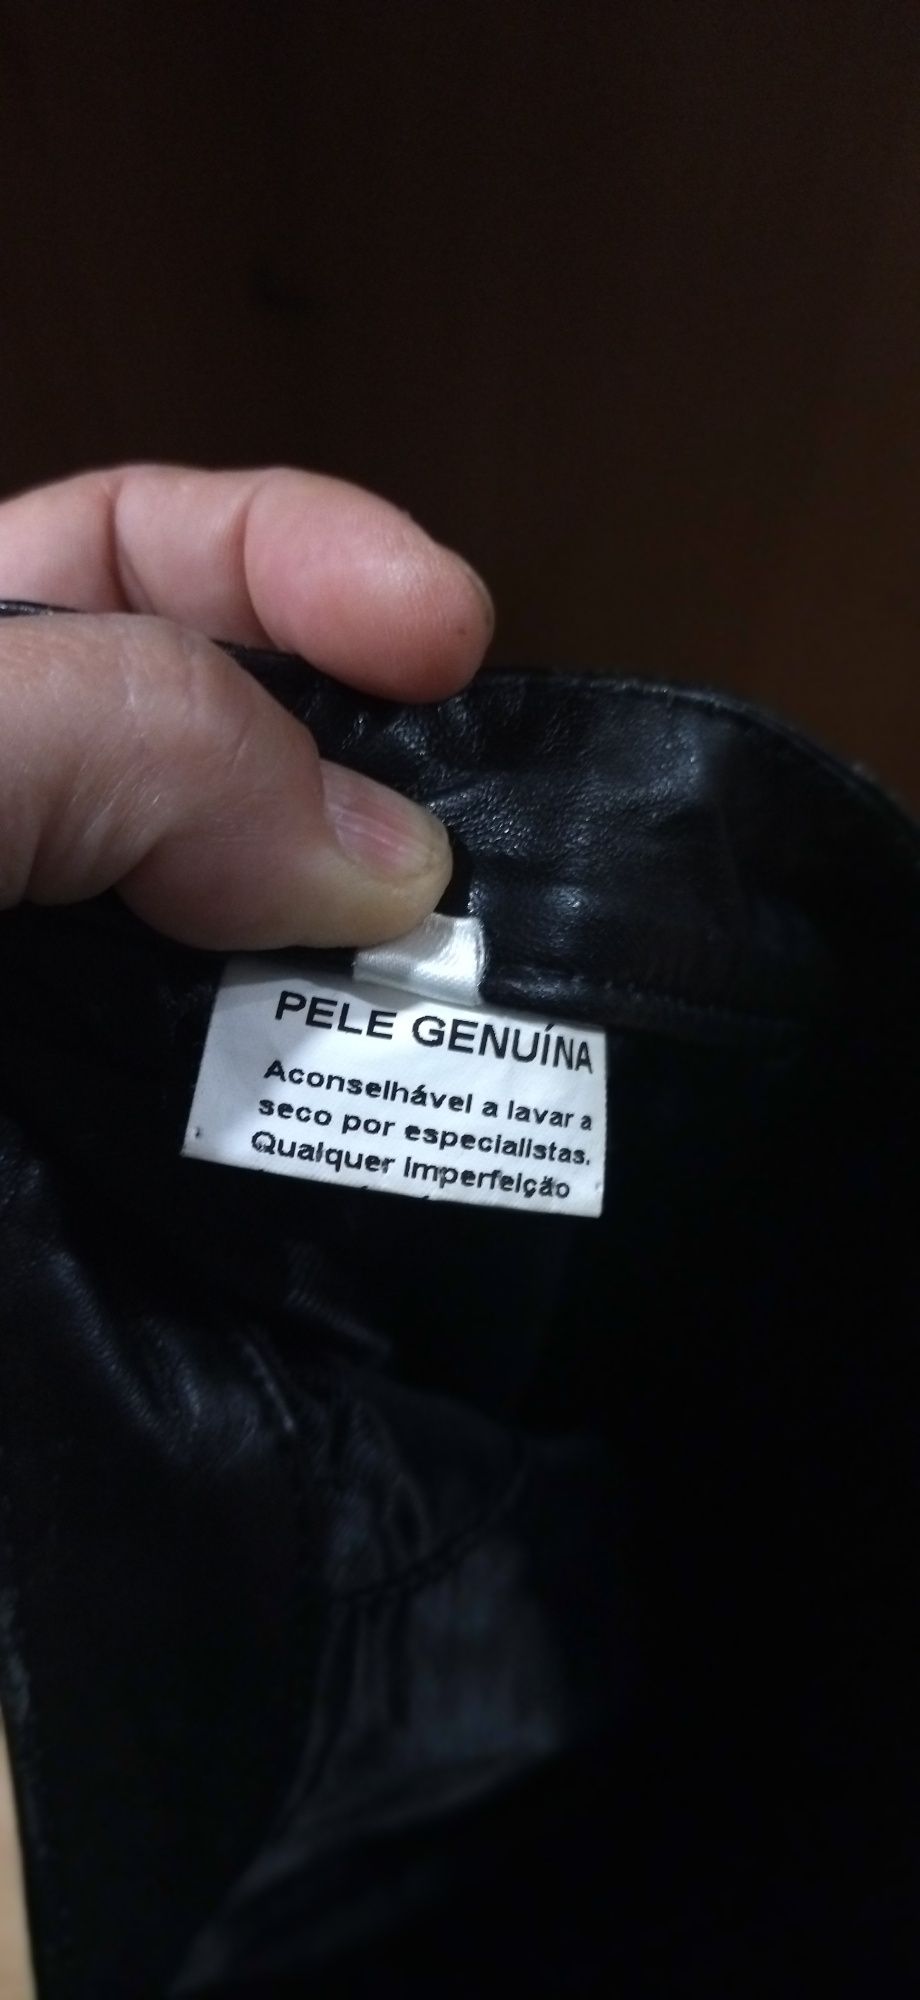 PELE GENUÍNA
Aconselhável a lavar a
seco por especialistas.
Qualquer imperfeição